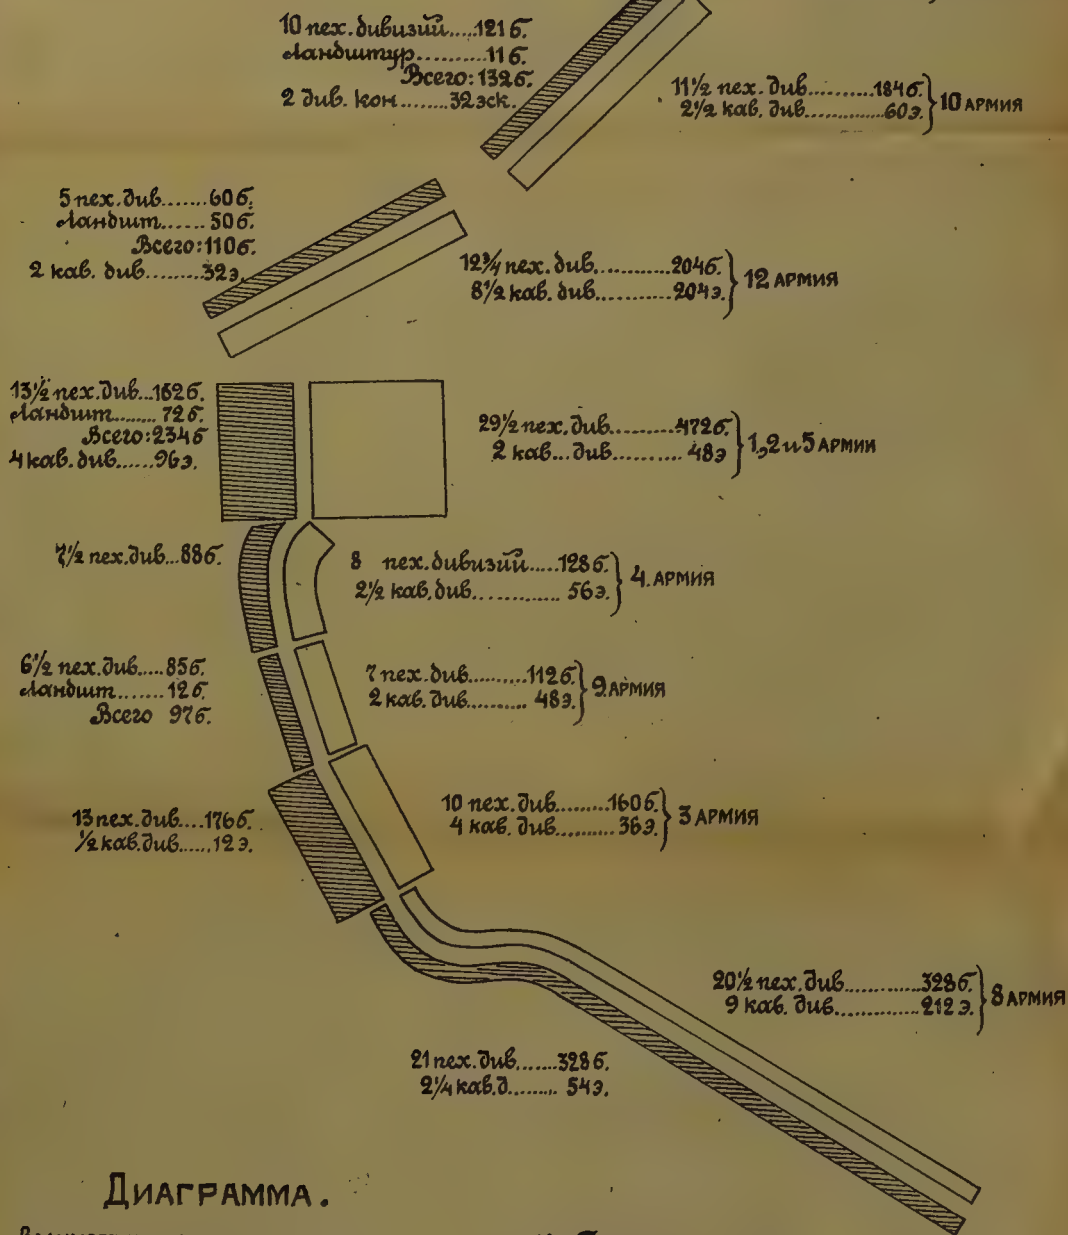 10 пех. дивизий.....121 б.
Ландштур..........11 б.
Всего: 132 б.
2 див. кон.......32 эск.
11½ пех. див..........184 б.
2½ кав. див.............60 э.
10 АРМИЯ
5 пех. див.......60 б.
Ландшт......50 б.
Всего: 110 б.
2 кав. див........32 э.
12¾ пех. див...........204 б.
8½ кав. див...........204 э.
12 АРМИЯ
13½ пех. див...162 б.
Ландшт........72 б.
Всего: 234 б
4 кав. див......96 э.
29½ пех. див..........472 б.
2 кав... див......... 48 э
1, 2 и 5 АРМИИ
7½ пех. див...88 б.
8 пех. дивизий.....128 б.
2½ кав. див............. 56 э.
4. АРМИЯ
6½ пех. див.....85 б.
Ландшт.......12 б.
Всего 97 б.
7 пех. див..........112 б.
2 кав. див.......... 48 э.
9. АРМИЯ
13 пех. див....176 б.
½ кав. див......12 э.
10 пех. див.........160 б.
4 кав. див........... 36 э.
3 АРМИЯ
20½ пех. див.............328 б.
9 кав. див..............212 э.
8 АРМИЯ
21 пех. див.......328 б.
2¼ кав. д......... 54 э.
ДИАГРАММА.